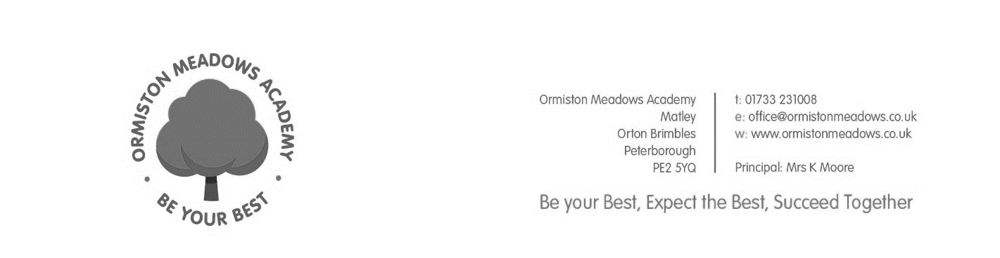 ORMISTON MEADOWS ACADEMY
BE YOUR BEST
Ormiston Meadows Academy
Matley
Orton Brimbles
Peterborough
PE2 5YQ
t: 01733 231008
e: office@ormistonmeadows.co.uk
w: www.ormistonmeadows.co.uk
Principal: Mrs K Moore
Be your Best, Expect the Best, Succeed Together